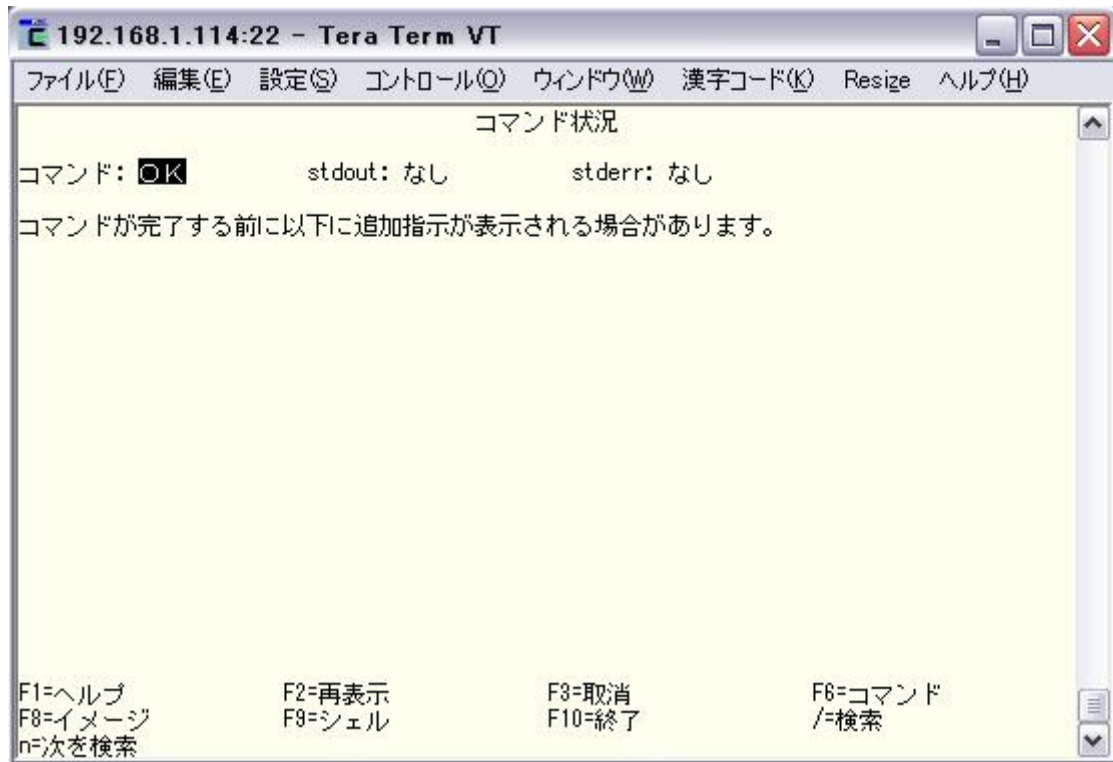 192.168.1.114:22 - Tera Term VT
ファイル(F) 編集(E) 設定(S) コントロール(O) ウィンドウ(W) 漢字コード(K) Resize ヘルプ(H)
コマンド状況
コマンド: OK stdout: なし stderr: なし
コマンドが完了する前に以下に追加指示が表示される場合があります。
F1=ヘルプ F2=再表示 F3=取消 F6=コマンド
F8=イメージ F9=シェル F10=終了 /=検索
n=次を検索